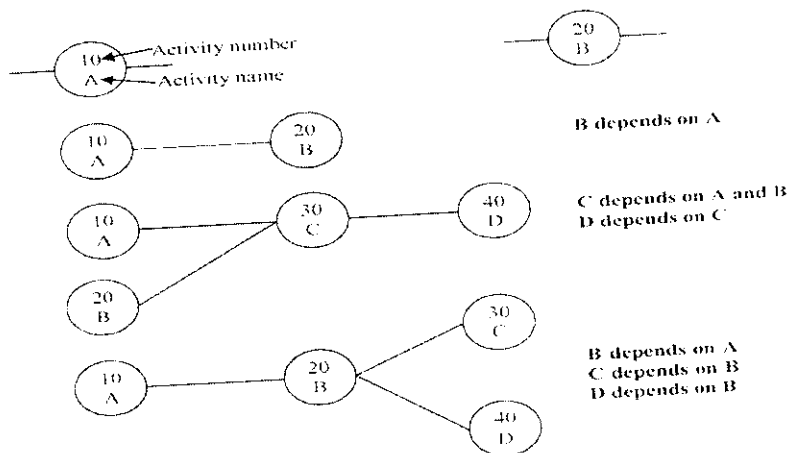 10
A
Activity number
Activity name
20
B
10
A
20
B
B depends on A
10
A
20
B
30
C
40
D
C depends on A and B
D depends on C
10
A
20
B
30
C
40
D
B depends on A
C depends on B
D depends on B